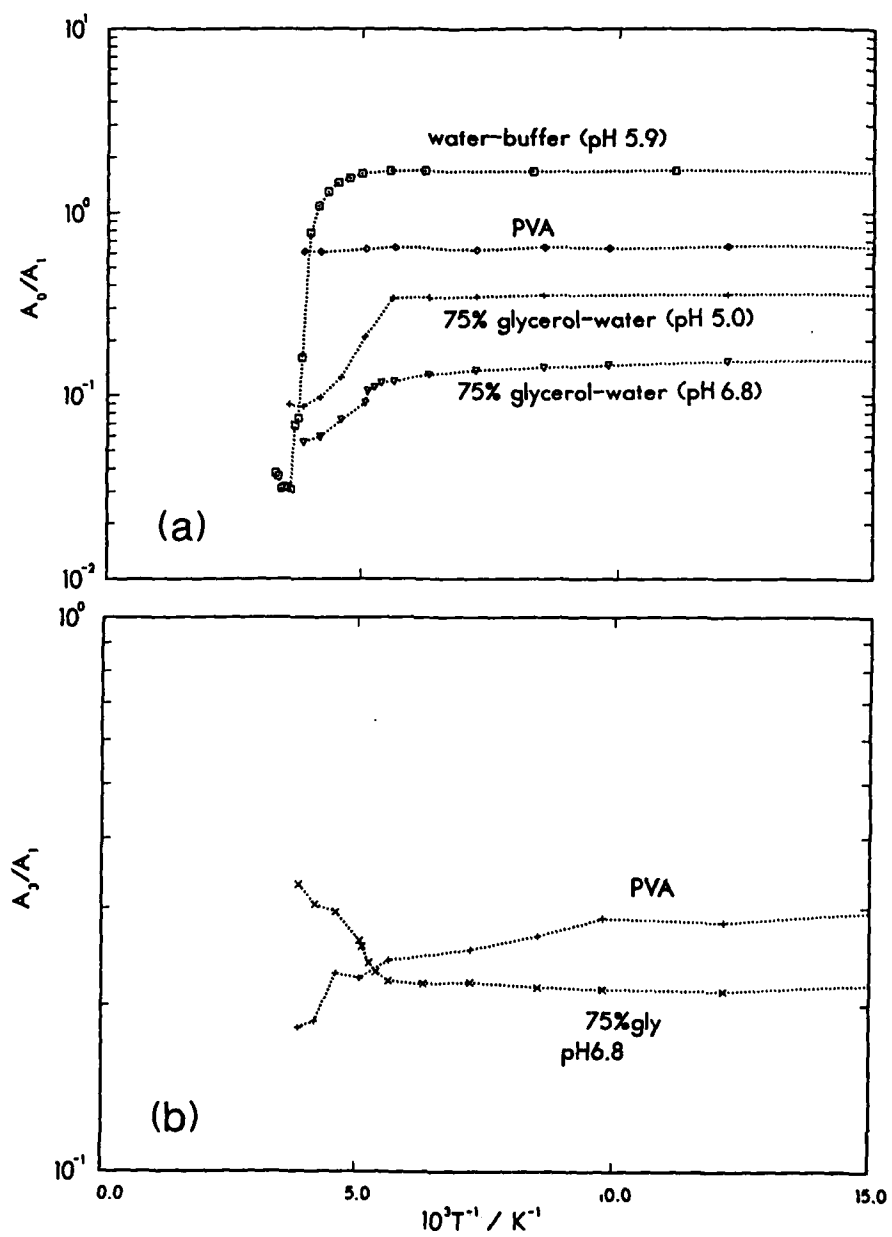 10¹
water-buffer (pH 5.9)
10⁰
PVA
A₀/A₁
75% glycerol-water (pH 5.0)
10⁻¹
75% glycerol-water (pH 6.8)
(a)
10⁻²
10⁰
A₃/A₁
PVA
75%gly
pH6.8
(b)
10⁻¹
0.0 5.0 10.0 15.0
10³T⁻¹ / K⁻¹